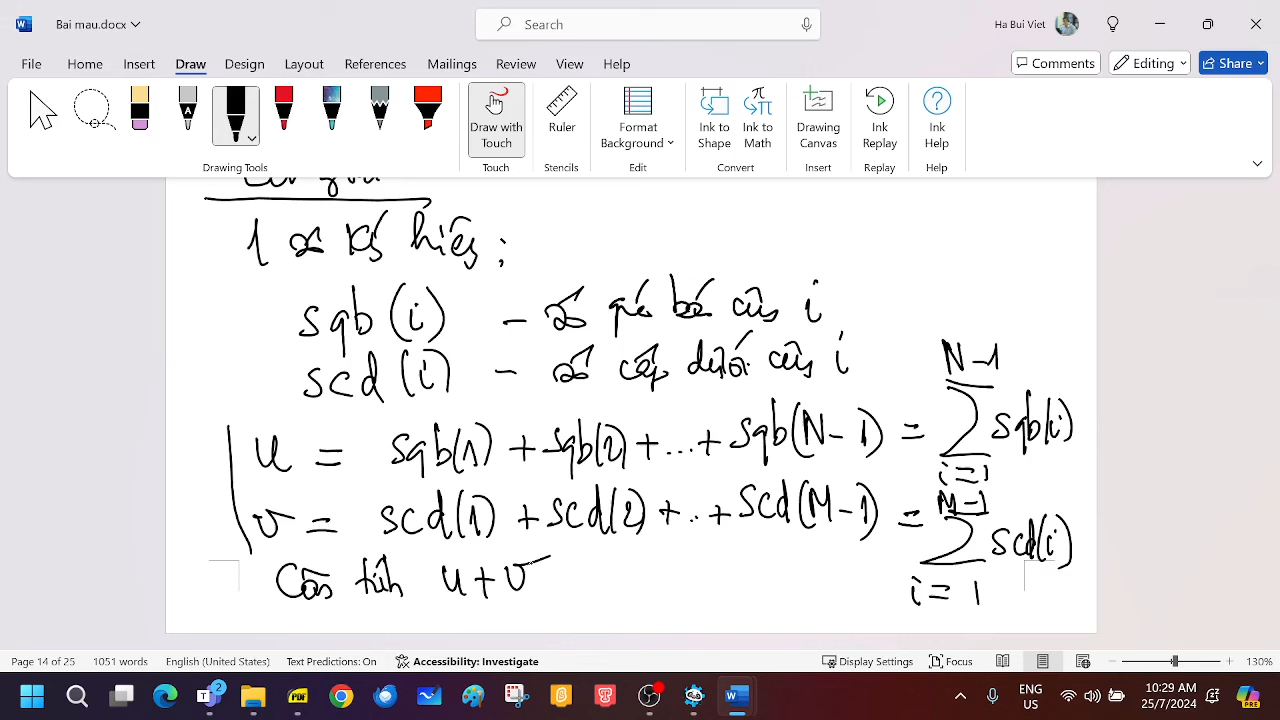 Bai mau.docx
Search
Ha Bui Viet
File Home Insert Draw Design Layout References Mailings Review View Help
Comments Editing Share
Draw with Touch
Ruler
Format Background
Ink to Shape
Ink to Math
Drawing Canvas
Ink Replay
Ink Help
Drawing Tools Touch Stencils Edit Convert Insert Replay Help
1 số kí hiệu:
sqb(i) – số quý bá của i
scd(i) – số cấp dưới của i
u = sqb(1) + sqb(2) + ... + sqb(N-1) = ∑_{i=1}^{N-1} sqb(i)
v = scd(1) + scd(2) + .. + scd(M-1) = ∑_{i=1}^{M-1} scd(i)
Cần tính u + v
Page 14 of 25 1051 words English (United States) Text Predictions: On Accessibility: Investigate Display Settings Focus 130%
ENG US 10:29 AM 25/7/2024